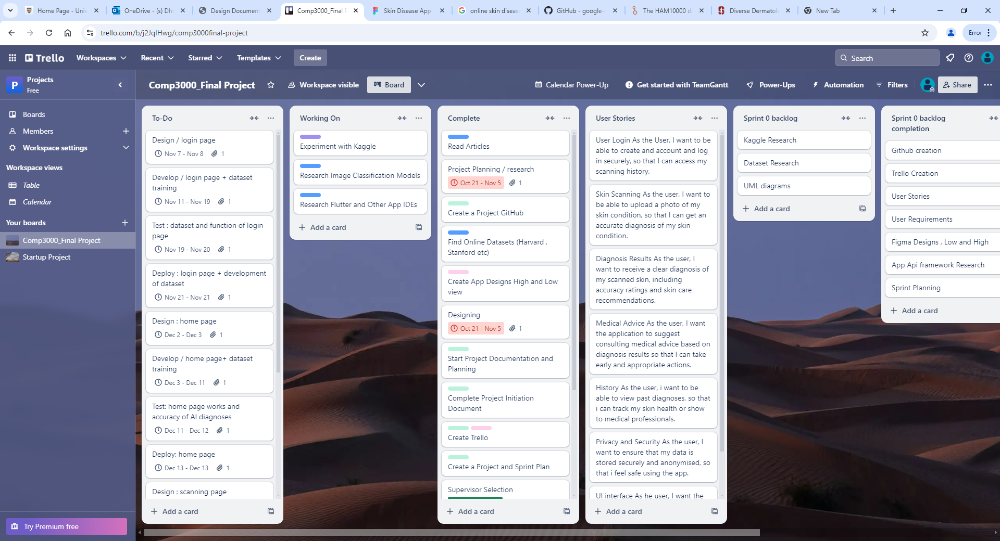 Home Page - Univ
OneDrive - (s) Dh
Design Document
Comp3000_Final P
Skin Disease App
online skin diseas
GitHub - google-r
The HAM10000 d
Diverse Dermatol
New Tab
trello.com/b/j2JqIHwg/comp3000final-project
Error
Trello
Workspaces
Recent
Starred
Templates
Create
Search
P
Projects
Free
Comp3000_Final Project
Workspace visible
Board
Calendar Power-Up
Get started with TeamGantt
Power-Ups
Automation
Filters
Share
Boards
Members
Workspace settings
Workspace views
Table
Calendar
Your boards
Comp3000_Final Project
Startup Project
Try Premium free
To-Do
Design / login page
Nov 7 - Nov 8 1
Develop / login page + dataset
training
Nov 11 - Nov 19 1
Test : dataset and function of login
page
Nov 19 - Nov 20 1
Deploy : login page + development
of dataset
Nov 21 - Nov 21 1
Design : home page
Dec 2 - Dec 3 1
Develop / home page+ dataset
training
Dec 3 - Dec 11 1
Test: home page works and
accuracy of AI diagnoses
Dec 11 - Dec 12 1
Deploy: home page
Dec 13 - Dec 13 1
Design : scanning page
Add a card
Working On
Experiment with Kaggle
Research Image Classification Models
Research Flutter and Other App IDEs
Add a card
Complete
Read Articles
Project Planning / research
Oct 21 - Nov 5 1
Create a Project GitHub
Find Online Datasets (Harvard ,
Stanford etc)
Create App Designs High and Low
view
Designing
Oct 21 - Nov 5 1
Start Project Documentation and
Planning
Complete Project Initiation
Document
Create Trello
Create a Project and Sprint Plan
Supervisor Selection
Add a card
User Stories
User Login As the User, I want to be
able to create and account and log
in securely, so that I can access my
scanning history.
Skin Scanning As the user, I want to
be able to upload a photo of my
skin condition, so that I can get an
accurate diagnosis of my skin
condition.
Diagnosis Results As the user, I
want to receive a clear diagnosis of
my scanned skin, including
accuracy ratings and skin care
recommendations.
Medical Advice As the user, I want
the application to suggest
consulting medical advice based on
diagnosis results so that I can take
early and appropriate actions.
History As the user, i want to be
able to view past diagnoses, so that
i can track my skin health or show
to medical professionals.
Privacy and Security As the user, I
want to ensure that my data is
stored securely and anonymised, so
that i feel safe using the app.
UI interface As he user, I want the
Add a card
Sprint 0 backlog
Kaggle Research
Dataset Research
UML diagrams
Add a card
Sprint 0 backlog
completion
Github creation
Trello Creation
User Stories
User Requirements
Figma Designs , Low and High
App Api framework Research
Sprint Planning
Add a card